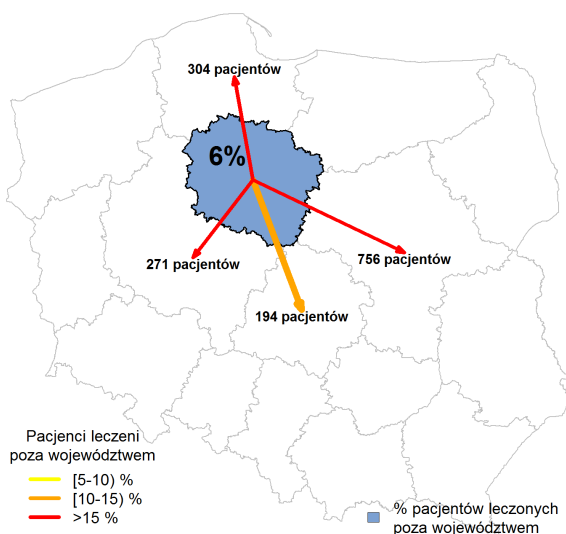 304 pacjentów
6%
271 pacjentów
756 pacjentów
194 pacjentów
Pacjenci leczeni
poza województwem
[5-10) %
[10-15) %
>15 %
% pacjentów leczonych
poza województwem